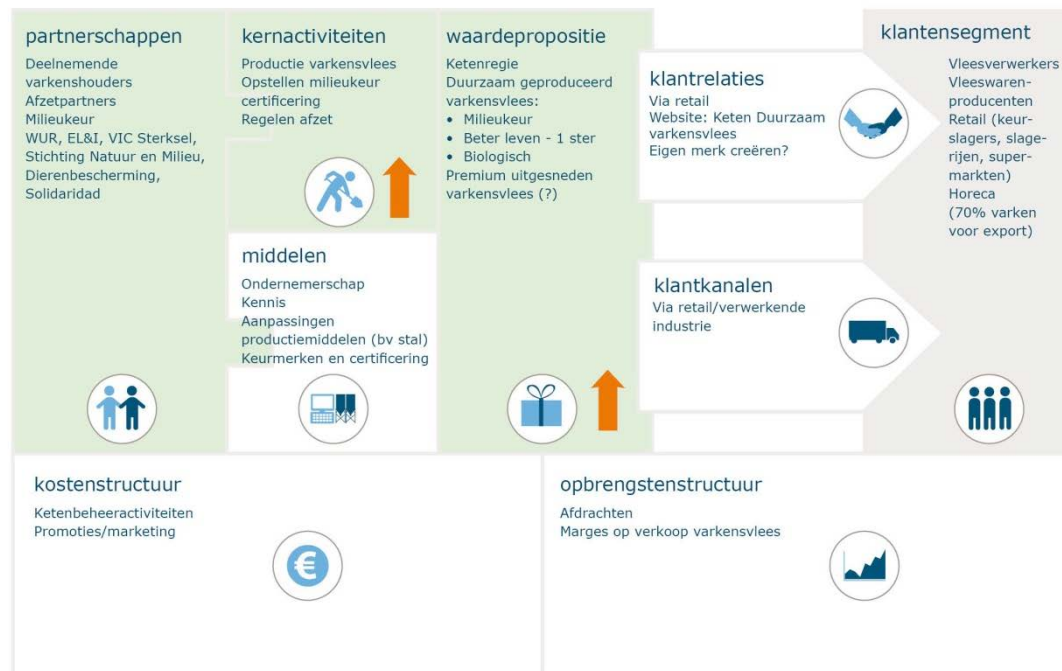 partnerschappen
Deelnemende
varkenshouders
Afzetpartners
Milieukeur
WUR, EL&I, VIC Sterksel,
Stichting Natuur en Milieu,
Dierenbescherming,
Solidaridad
kernactiviteiten
Productie varkensvlees
Opstellen milieukeur
certificering
Regelen afzet
middelen
Ondernemerschap
Kennis
Aanpassingen
productiemiddelen (bv stal)
Keurmerken en certificering
waardepropositie
Ketenregie
Duurzaam geproduceerd
varkensvlees:
• Milieukeur
• Beter leven - 1 ster
• Biologisch
Premium uitgesneden
varkensvlees (?)
klantrelaties
Via retail
Website: Keten Duurzaam
varkensvlees
Eigen merk creëren?
klantkanalen
Via retail/verwerkende
industrie
klantensegment
Vleesverwerkers
Vleeswaren-
producenten
Retail (keur-
slagers, slage-
rijen, super-
markten)
Horeca
(70% varken
voor export)
kostenstructuur
Ketenbeheeractiviteiten
Promoties/marketing
€
opbrengstenstructuur
Afdrachten
Marges op verkoop varkensvlees